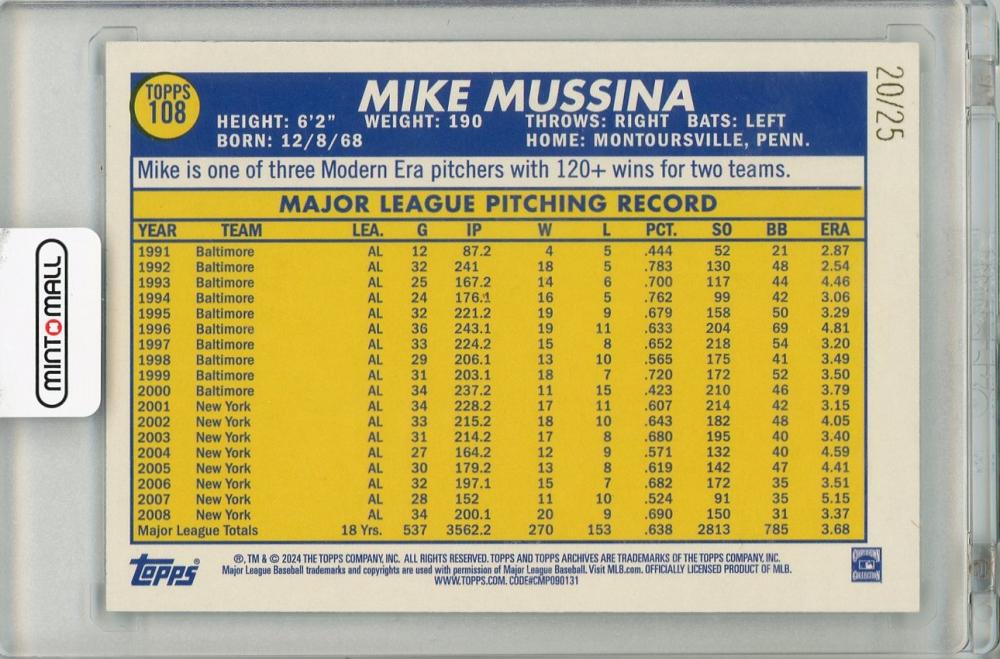 TOPPS
108
MIKE MUSSINA
HEIGHT: 6'2" WEIGHT: 190 THROWS: RIGHT BATS: LEFT
BORN: 12/8/68 HOME: MONTOURSVILLE, PENN.
20/25
Mike is one of three Modern Era pitchers with 120+ wins for two teams.
MAJOR LEAGUE PITCHING RECORD
YEAR TEAM LEA. G IP W L PCT. SO BB ERA
1991 Baltimore AL 12 87.2 4 5 .444 52 21 2.87
1992 Baltimore AL 32 241 18 5 .783 130 48 2.54
1993 Baltimore AL 25 167.2 14 6 .700 117 44 4.46
1994 Baltimore AL 24 176.1 16 5 .762 99 42 3.06
1995 Baltimore AL 32 221.2 19 9 .679 158 50 3.29
1996 Baltimore AL 36 243.1 19 11 .633 204 69 4.81
1997 Baltimore AL 33 224.2 15 8 .652 218 54 3.20
1998 Baltimore AL 29 206.1 13 10 .565 175 41 3.49
1999 Baltimore AL 31 203.1 18 7 .720 172 52 3.50
2000 Baltimore AL 34 237.2 11 15 .423 210 46 3.79
2001 New York AL 34 228.2 17 11 .607 214 42 3.15
2002 New York AL 33 215.2 18 10 .643 182 48 4.05
2003 New York AL 31 214.2 17 8 .680 195 40 3.40
2004 New York AL 27 164.2 12 9 .571 132 40 4.59
2005 New York AL 30 179.2 13 8 .619 142 47 4.41
2006 New York AL 32 197.1 15 7 .682 172 35 3.51
2007 New York AL 28 152 11 10 .524 91 35 5.15
2008 New York AL 34 200.1 20 9 .690 150 31 3.37
Major League Totals 18 Yrs. 537 3562.2 270 153 .638 2813 785 3.68
topps®
®, TM & © 2024 THE TOPPS COMPANY, INC. ALL RIGHTS RESERVED. TOPPS AND TOPPS ARCHIVES ARE TRADEMARKS OF THE TOPPS COMPANY, INC.
Major League Baseball trademarks and copyrights are used with permission of Major League Baseball. Visit MLB.com. OFFICIALLY LICENSED PRODUCT OF MLB.
WWW.TOPPS.COM. CODE#CMP090131
COOPERSTOWN
COLLECTION
MINTOMALL